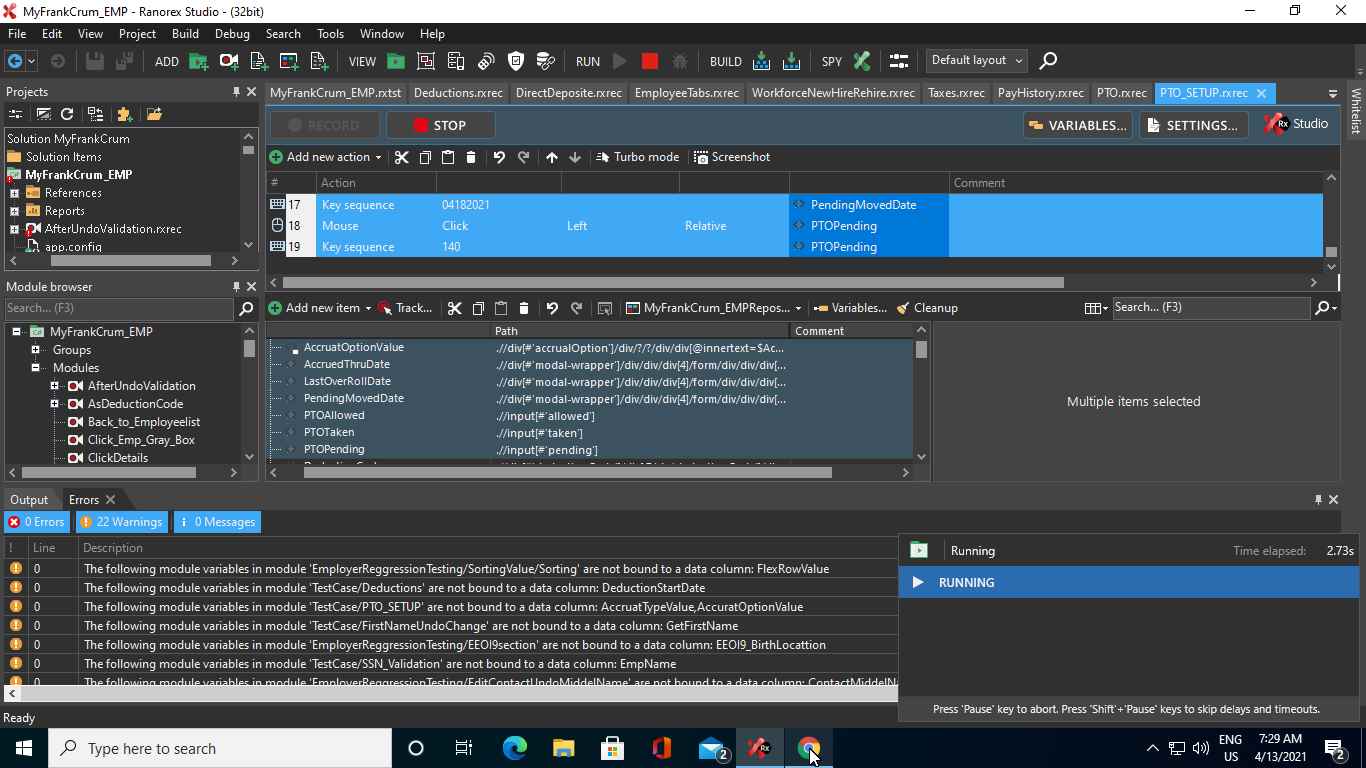 MyFrankCrum_EMP - Ranorex Studio - (32bit)
File Edit View Project Build Debug Search Tools Window Help
ADD VIEW RUN BUILD SPY Default layout
Projects
MyFrankCrum_EMP.rxtst Deductions.rxrec DirectDeposite.rxrec EmployeeTabs.rxrec WorkforceNewHireRehire.rxrec Taxes.rxrec PayHistory.rxrec PTO.rxrec PTO_SETUP.rxrec
Whitelist
RECORD STOP VARIABLES... SETTINGS... Rx Studio
Solution MyFrankCrum
Solution Items
MyFrankCrum_EMP
References
Reports
AfterUndoValidation.rxrec
app.config
Add new action Turbo mode Screenshot
# Action Comment
17 Key sequence 04182021 PendingMovedDate
18 Mouse Click Left Relative PTOPending
19 Key sequence 140 PTOPending
Module browser
Search... (F3)
MyFrankCrum_EMP
Groups
Modules
AfterUndoValidation
AsDeductionCode
Back_to_Employeelist
Click_Emp_Gray_Box
ClickDetails
Add new item Track... MyFrankCrum_EMPRepos... Variables... Cleanup Search... (F3)
Path Comment
AccruatOptionValue .//div[#'accrualOption']/div/?/?/div/div[@innertext=$Ac...
AccruedThruDate .//div[#'modal-wrapper']/div/div/div[4]/form/div/div/div[...
LastOverRollDate .//div[#'modal-wrapper']/div/div/div[4]/form/div/div/div[...
PendingMovedDate .//div[#'modal-wrapper']/div/div/div[4]/form/div/div/div[...
PTOAllowed .//input[#'allowed']
PTOTaken .//input[#'taken']
PTOPending .//input[#'pending']
Multiple items selected
Output Errors
0 Errors 22 Warnings 0 Messages
! Line Description
0 The following module variables in module 'EmployerReggressionTesting/SortingValue/Sorting' are not bound to a data column: FlexRowValue
0 The following module variables in module 'TestCase/Deductions' are not bound to a data column: DeductionStartDate
0 The following module variables in module 'TestCase/PTO_SETUP' are not bound to a data column: AccruatTypeValue,AccuratOptionValue
0 The following module variables in module 'TestCase/FirstNameUndoChange' are not bound to a data column: GetFirstName
0 The following module variables in module 'EmployerReggressionTesting/EEOI9section' are not bound to a data column: EEOI9_BirthLocattion
0 The following module variables in module 'TestCase/SSN_Validation' are not bound to a data column: EmpName
0 The following module variables in module 'EmployerReggressionTesting/EditContactUndoMiddelName' are not bound to a data column: ContactMiddelNa
Running Time elapsed: 2.73s
RUNNING
Press 'Pause' key to abort. Press 'Shift'+'Pause' keys to skip delays and timeouts.
Ready
Type here to search
2
Rx
ENG
US
7:29 AM
4/13/2021
2